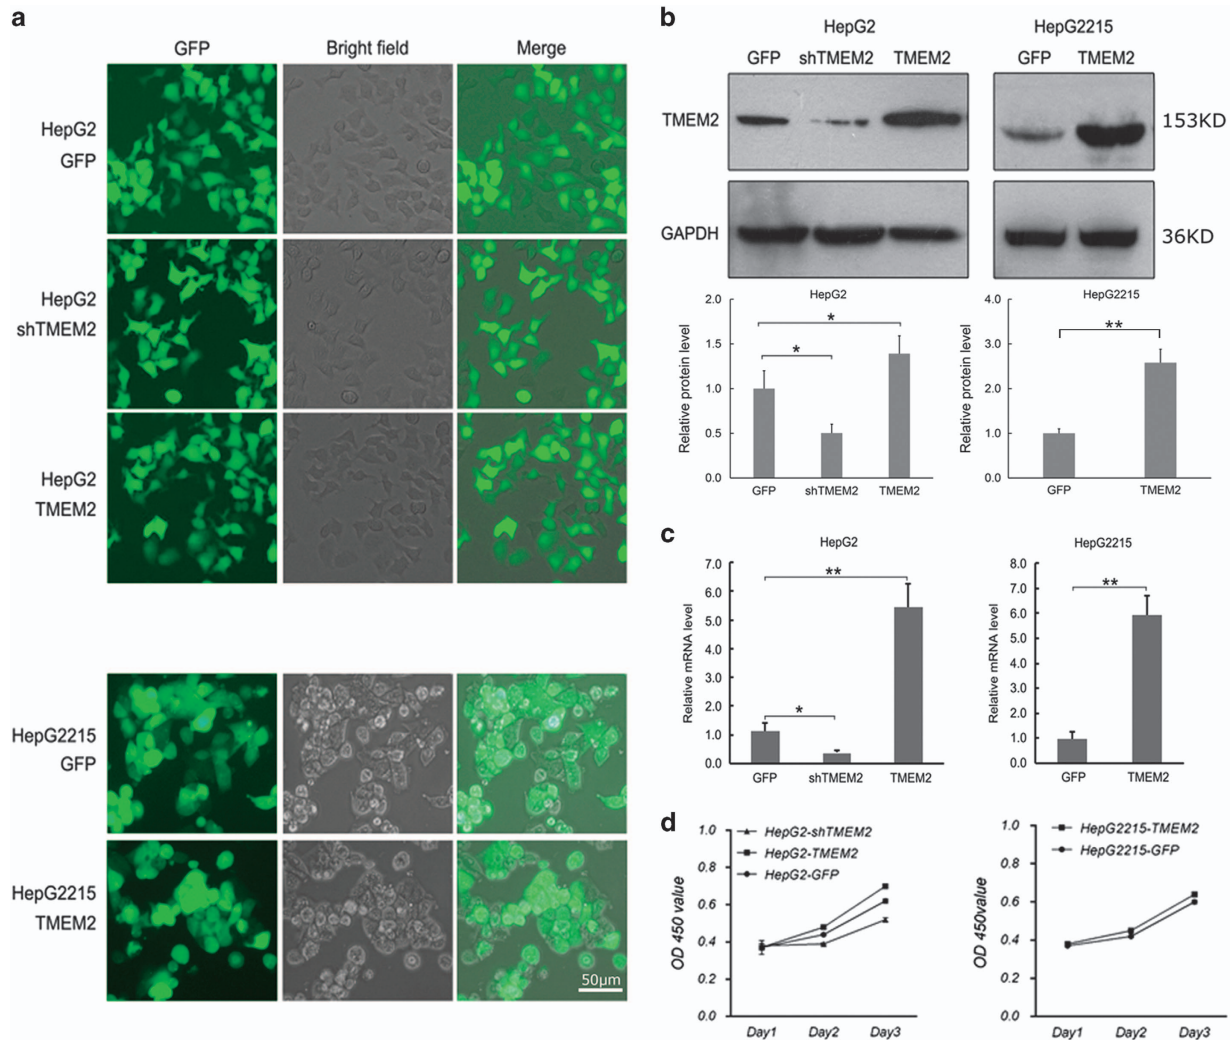 a
GFP Bright field Merge
HepG2
GFP
HepG2
shTMEM2
HepG2
TMEM2
HepG2215
GFP
HepG2215
TMEM2
50μm
b
HepG2 HepG2215
GFP shTMEM2 TMEM2 GFP TMEM2
TMEM2 153KD
GAPDH 36KD
HepG2
Relative protein level
2.0
1.5
1.0
0.5
0.0
* *
GFP shTMEM2 TMEM2
HepG2215
Relative protein level
4.0
3.0
2.0
1.0
0.0
**
GFP TMEM2
c
HepG2
Relative mRNA level
7.0
6.0
5.0
4.0
3.0
2.0
1.0
0.0
**
*
GFP shTMEM2 TMEM2
HepG2215
Relative mRNA level
8.0
7.0
6.0
5.0
4.0
3.0
2.0
1.0
0.0
**
GFP TMEM2
d
OD 450 value
1.0
0.8
0.6
0.4
0.2
0.0
HepG2-shTMEM2
HepG2-TMEM2
HepG2-GFP
Day1 Day2 Day3
OD 450value
1.0
0.8
0.6
0.4
0.2
0.0
HepG2215-TMEM2
HepG2215-GFP
Day1 Day2 Day3